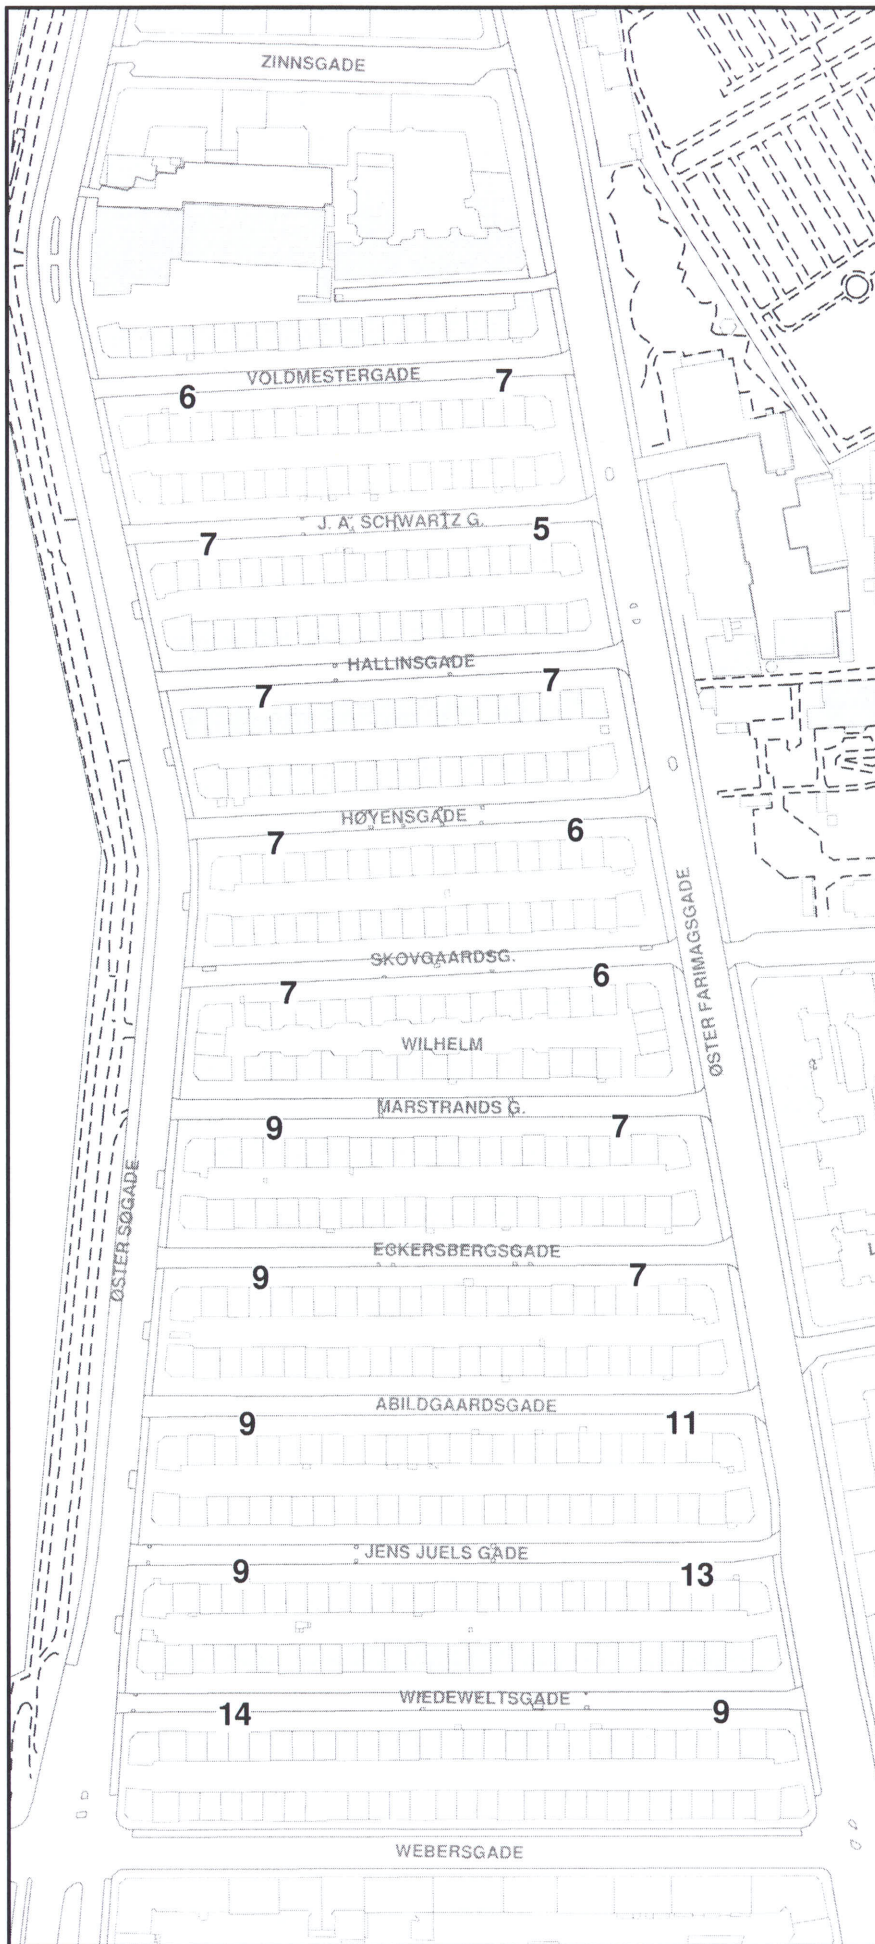 ZINNSGADE
VOLDMESTERGADE
6
7
J. A. SCHWARTZ G.
7
5
HALLINSGADE
7
7
HØYENSGADE
7
6
ØSTER FARIMAGSGADE
SKOVGAARDSG.
7
6
WILHELM
MARSTRANDS G.
9
7
ØSTER SØGADE
ECKERSBERGSGADE
9
7
ABILDGAARDSGADE
9
11
JENS JUELS GADE
9
13
WIEDEWELTSGADE
14
9
WEBERSGADE